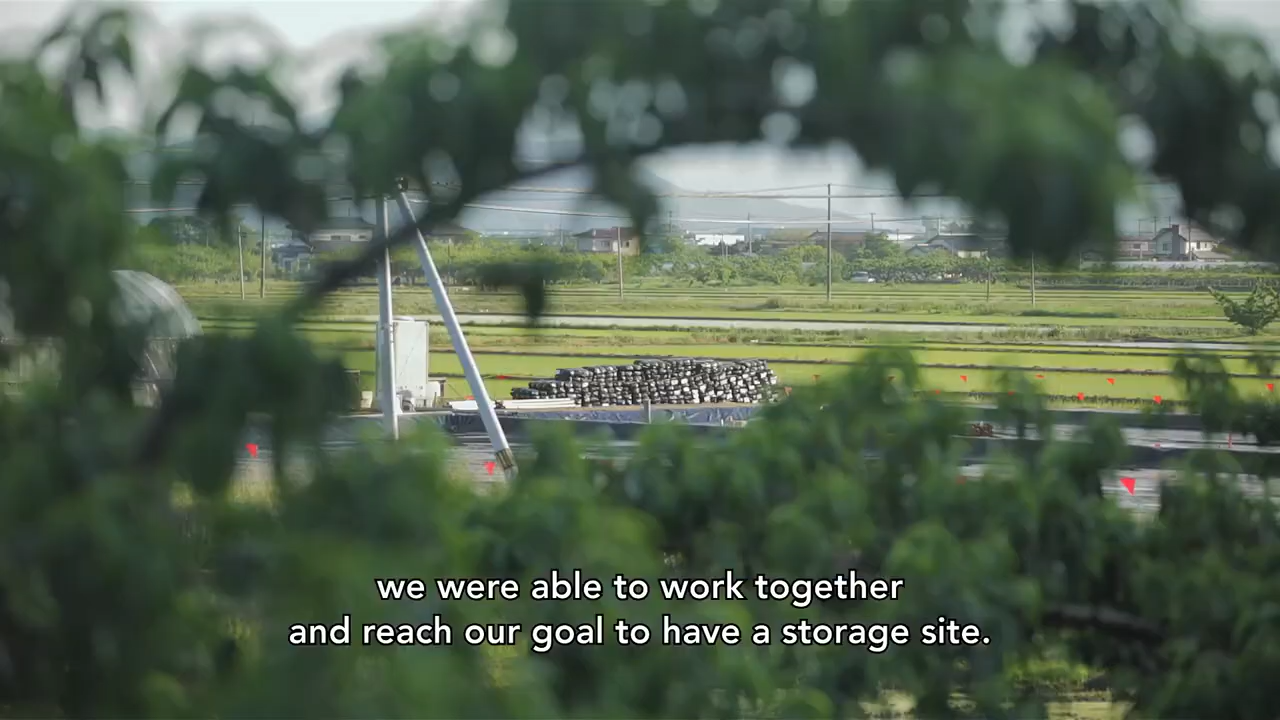 we were able to work together
and reach our goal to have a storage site.